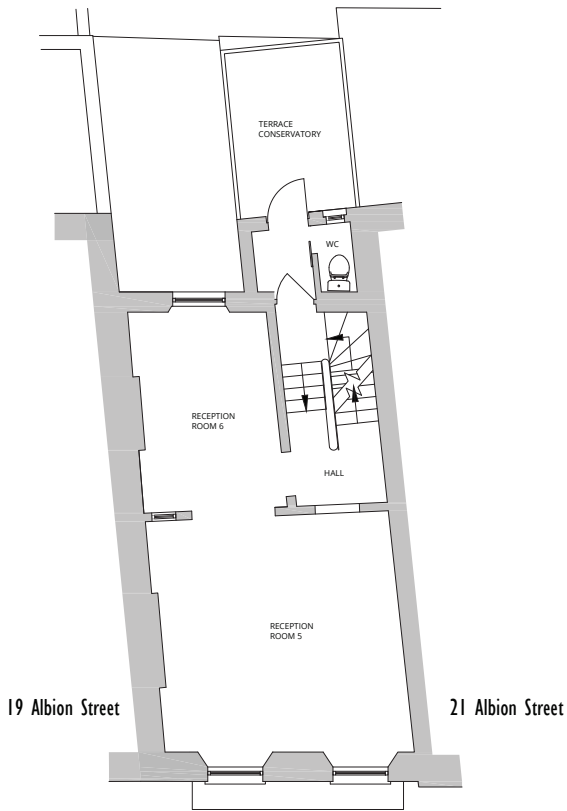 TERRACE
CONSERVATORY
WC
RECEPTION
ROOM 6
HALL
RECEPTION
ROOM 5
19 Albion Street
21 Albion Street